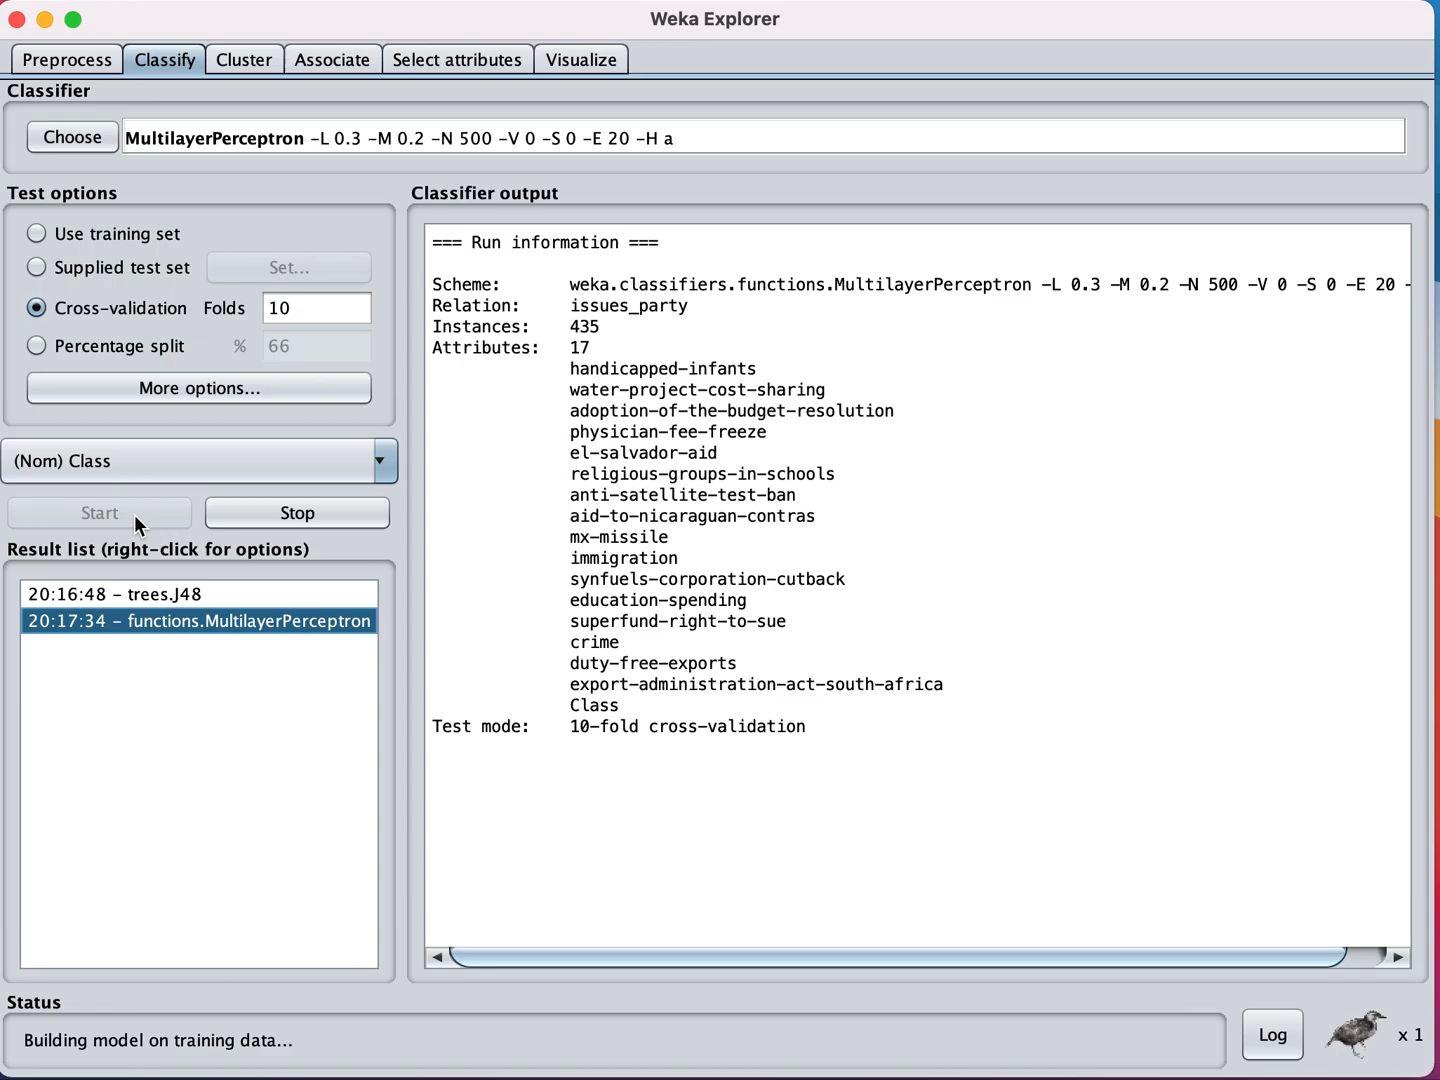 Weka Explorer
Preprocess Classify Cluster Associate Select attributes Visualize
Classifier
Choose MultilayerPerceptron -L 0.3 -M 0.2 -N 500 -V 0 -S 0 -E 20 -H a
Test options
Use training set
Supplied test set Set...
Cross-validation Folds 10
Percentage split % 66
More options...
(Nom) Class
Start Stop
Result list (right-click for options)
20:16:48 - trees.J48
20:17:34 - functions.MultilayerPerceptron
Classifier output
=== Run information ===
Scheme: weka.classifiers.functions.MultilayerPerceptron -L 0.3 -M 0.2 -N 500 -V 0 -S 0 -E 20 -
Relation: issues_party
Instances: 435
Attributes: 17
handicapped-infants
water-project-cost-sharing
adoption-of-the-budget-resolution
physician-fee-freeze
el-salvador-aid
religious-groups-in-schools
anti-satellite-test-ban
aid-to-nicaraguan-contras
mx-missile
immigration
synfuels-corporation-cutback
education-spending
superfund-right-to-sue
crime
duty-free-exports
export-administration-act-south-africa
Class
Test mode: 10-fold cross-validation
Status
Building model on training data...
Log x 1